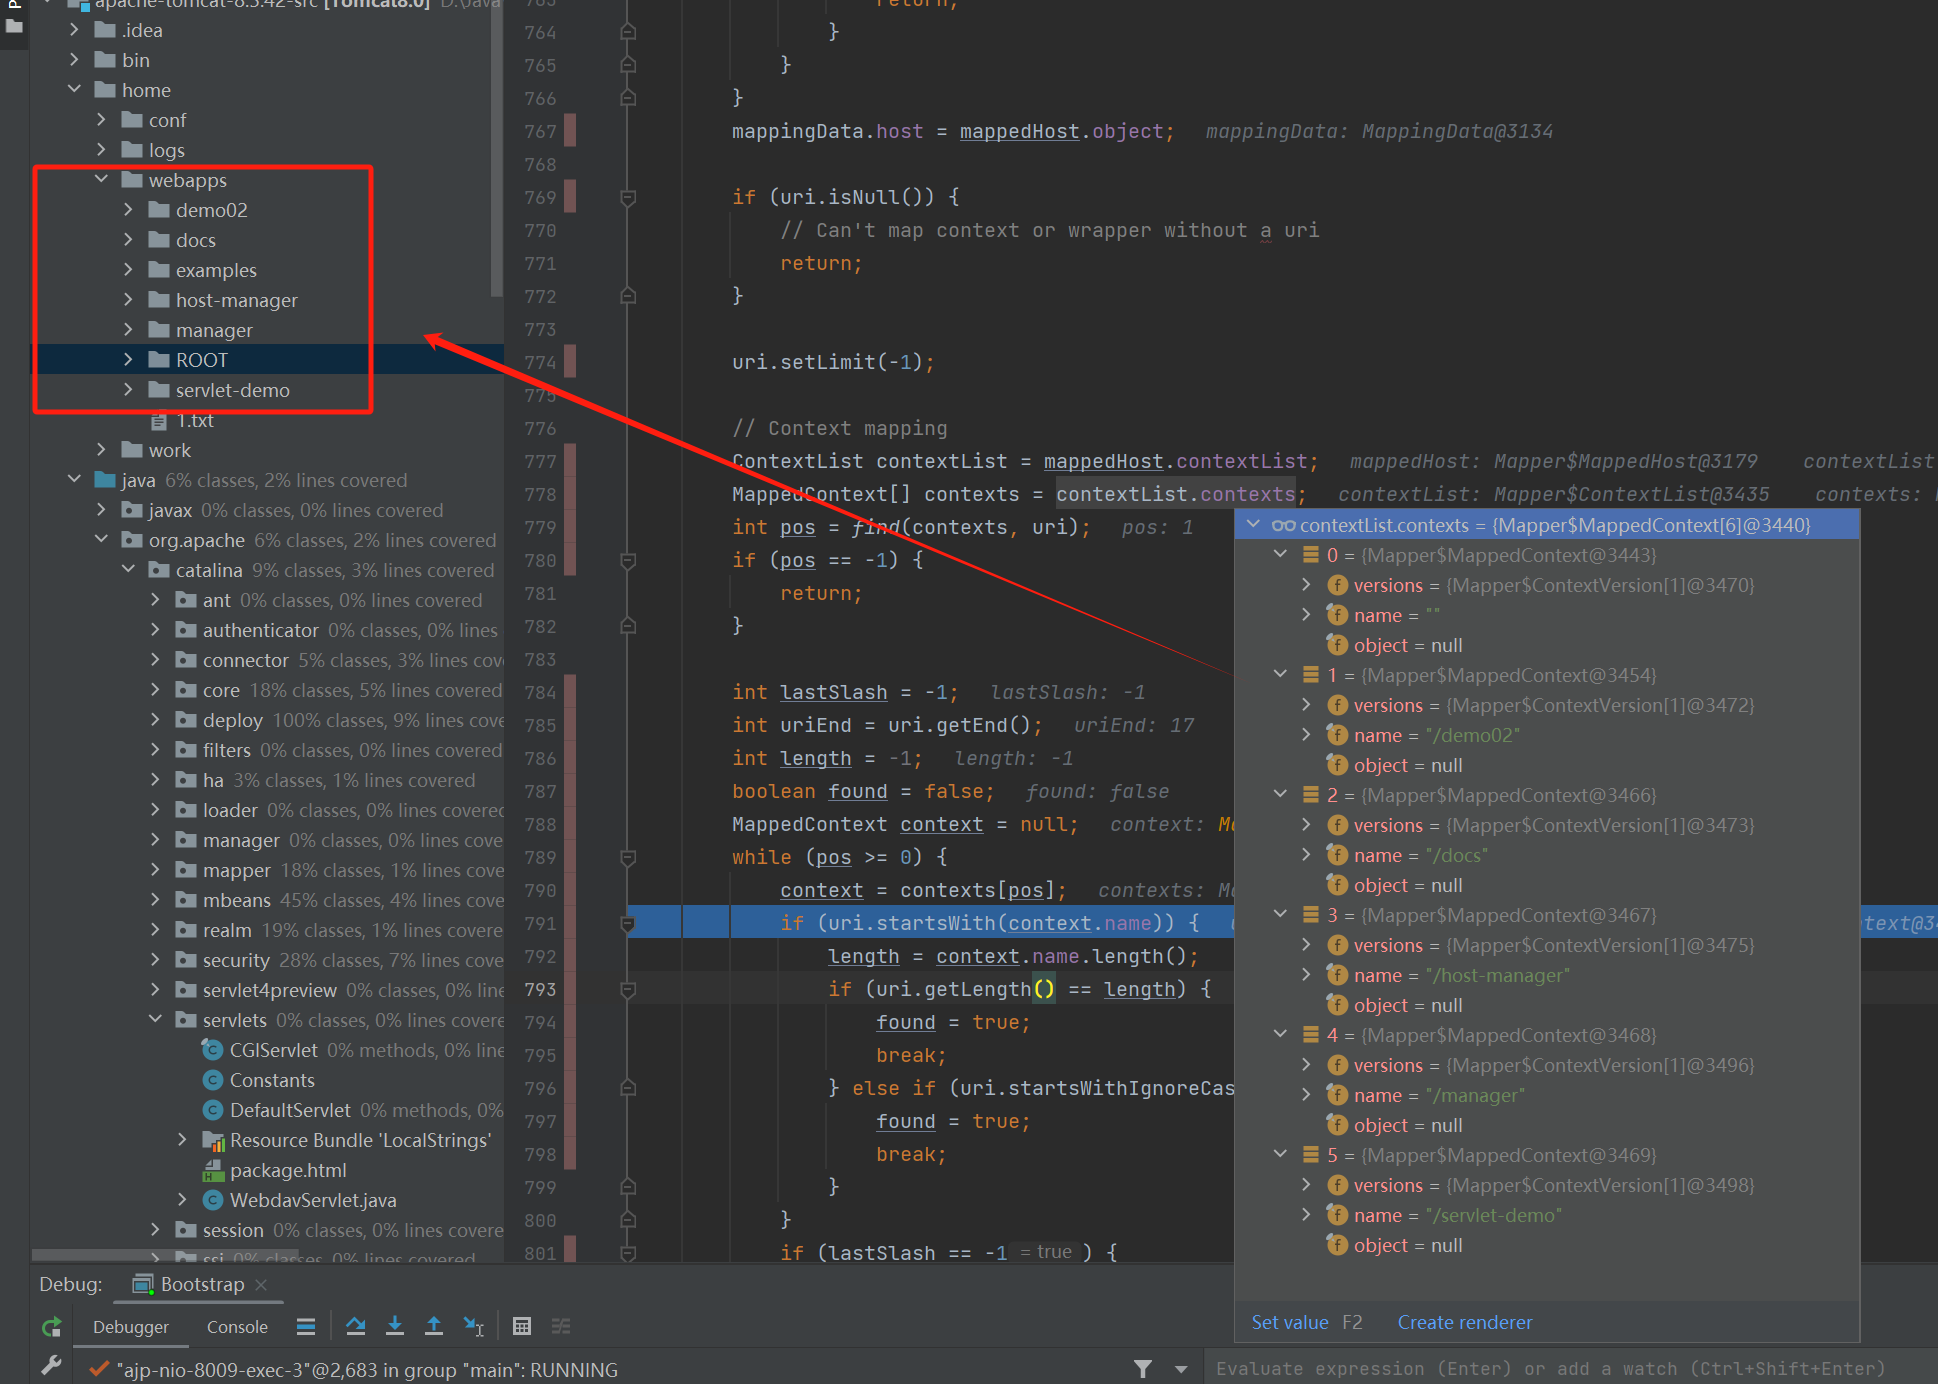 apache-tomcat-8.5.42-src [Tomcat8.0] D:\Java
.idea
bin
home
conf
logs
webapps
demo02
docs
examples
host-manager
manager
ROOT
servlet-demo
1.txt
work
java 6% classes, 2% lines covered
javax 0% classes, 0% lines covered
org.apache 6% classes, 2% lines covered
catalina 9% classes, 3% lines covered
ant 0% classes, 0% lines covered
authenticator 0% classes, 0% lines
connector 5% classes, 3% lines cov
core 18% classes, 5% lines covered
deploy 100% classes, 9% lines cove
filters 0% classes, 0% lines covered
ha 3% classes, 1% lines covered
loader 0% classes, 0% lines covered
manager 0% classes, 0% lines cove
mapper 18% classes, 1% lines cove
mbeans 45% classes, 4% lines cove
realm 19% classes, 1% lines covere
security 28% classes, 7% lines cove
servlet4preview 0% classes, 0% line
servlets 0% classes, 0% lines covere
CGIServlet 0% methods, 0% line
Constants
DefaultServlet 0% methods, 0%
Resource Bundle 'LocalStrings'
package.html
WebdavServlet.java
session 0% classes, 0% lines covere
ssi 0% classes, 0% lines covered
763 return;
764 }
765 }
766 }
767 mappingData.host = mappedHost.object; mappingData: MappingData@3134
768
769 if (uri.isNull()) {
770 // Can't map context or wrapper without a uri
771 return;
772 }
773
774 uri.setLimit(-1);
775
776 // Context mapping
777 ContextList contextList = mappedHost.contextList; mappedHost: Mapper$MappedHost@3179 contextList
778 MappedContext[] contexts = contextList.contexts; contextList: Mapper$ContextList@3435 contexts:
779 int pos = find(contexts, uri); pos: 1
780 if (pos == -1) {
781 return;
782 }
783
784 int lastSlash = -1; lastSlash: -1
785 int uriEnd = uri.getEnd(); uriEnd: 17
786 int length = -1; length: -1
787 boolean found = false; found: false
788 MappedContext context = null; context: Ma
789 while (pos >= 0) {
790 context = contexts[pos]; contexts: Ma
791 if (uri.startsWith(context.name)) { text@34
792 length = context.name.length();
793 if (uri.getLength() == length) {
794 found = true;
795 break;
796 } else if (uri.startsWithIgnoreCas
797 found = true;
798 break;
799 }
800 }
801 if (lastSlash == -1 = true ) {
contextList.contexts = {Mapper$MappedContext[6]@3440}
0 = {Mapper$MappedContext@3443}
versions = {Mapper$ContextVersion[1]@3470}
name = ""
object = null
1 = {Mapper$MappedContext@3454}
versions = {Mapper$ContextVersion[1]@3472}
name = "/demo02"
object = null
2 = {Mapper$MappedContext@3466}
versions = {Mapper$ContextVersion[1]@3473}
name = "/docs"
object = null
3 = {Mapper$MappedContext@3467}
versions = {Mapper$ContextVersion[1]@3475}
name = "/host-manager"
object = null
4 = {Mapper$MappedContext@3468}
versions = {Mapper$ContextVersion[1]@3496}
name = "/manager"
object = null
5 = {Mapper$MappedContext@3469}
versions = {Mapper$ContextVersion[1]@3498}
name = "/servlet-demo"
object = null
Set value F2 Create renderer
Debug: Bootstrap
Debugger Console
"ajp-nio-8009-exec-3"@2,683 in group "main": RUNNING
Evaluate expression (Enter) or add a watch (Ctrl+Shift+Enter)